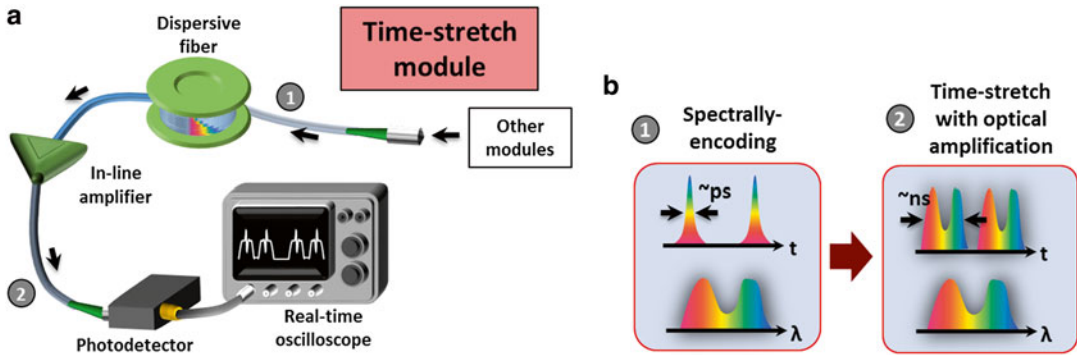 a
Dispersive
fiber
Time-stretch
module
1
Other
modules
In-line
amplifier
2
Photodetector
Real-time
oscilloscope
b
1
Spectrally-
encoding
2
Time-stretch
with optical
amplification
~ps
t
λ
~ns
t
λ